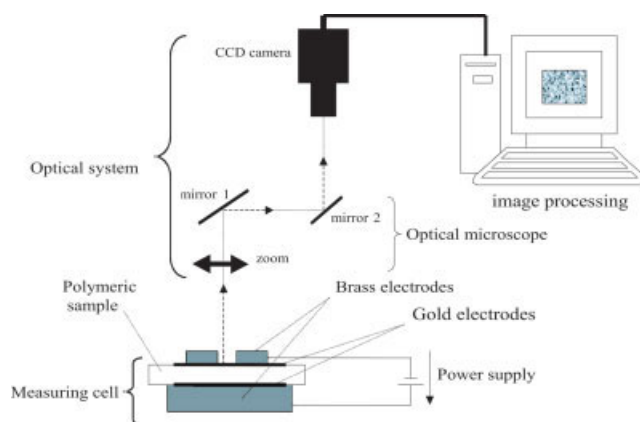 CCD camera
Optical system
mirror 1
mirror 2
image processing
Optical microscope
zoom
Polymeric
sample
Brass electrodes
Gold electrodes
Power supply
Measuring cell